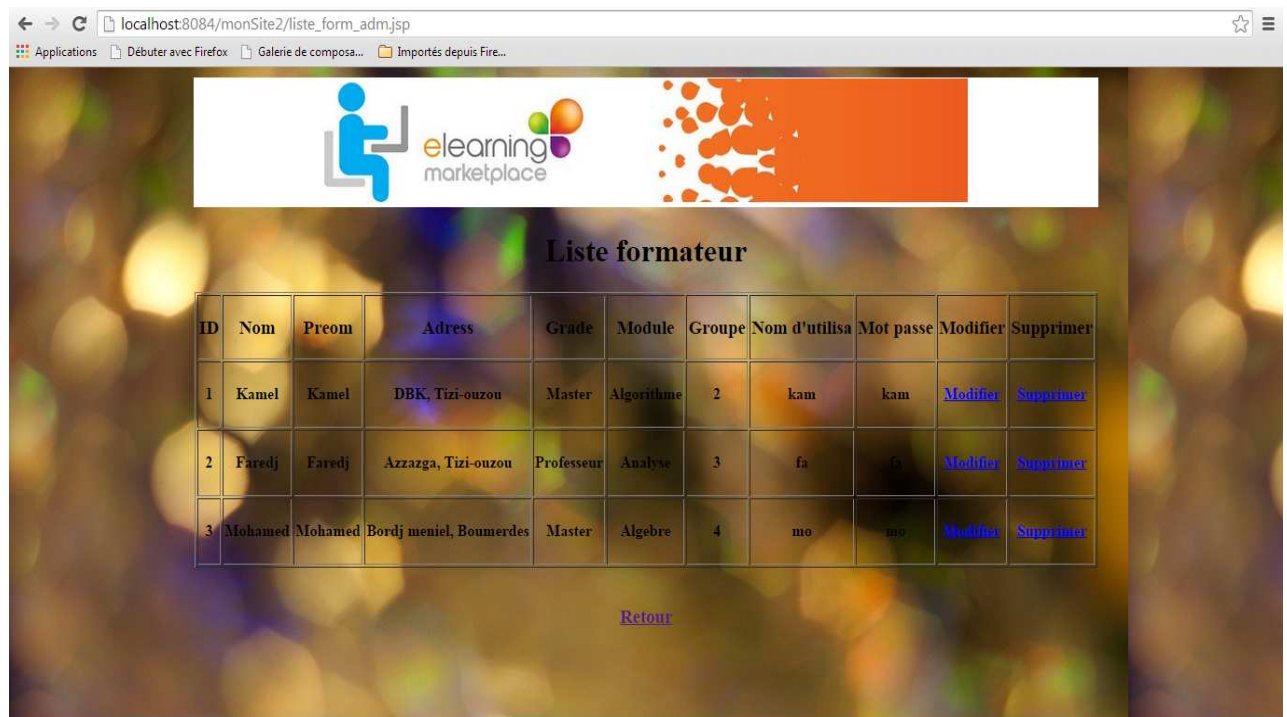 localhost:8084/monSite2/liste_form_adm.jsp
Applications Débuter avec Firefox Galerie de composa... Importés depuis Fire...
elearning
marketplace
Liste formateur
ID Nom Preom Adress Grade Module Groupe Nom d'utilisa Mot passe Modifier Supprimer
1 Kamel Kamel DBK, Tizi-ouzou Master Algorithme 2 kam kam Modifier Supprimer
2 Faredj Faredj Azzazga, Tizi-ouzou Professeur Analyse 3 fa fa Modifier Supprimer
3 Mohamed Mohamed Bordj meniel, Boumerdes Master Algebre 4 mo mo Modifier Supprimer
Retour